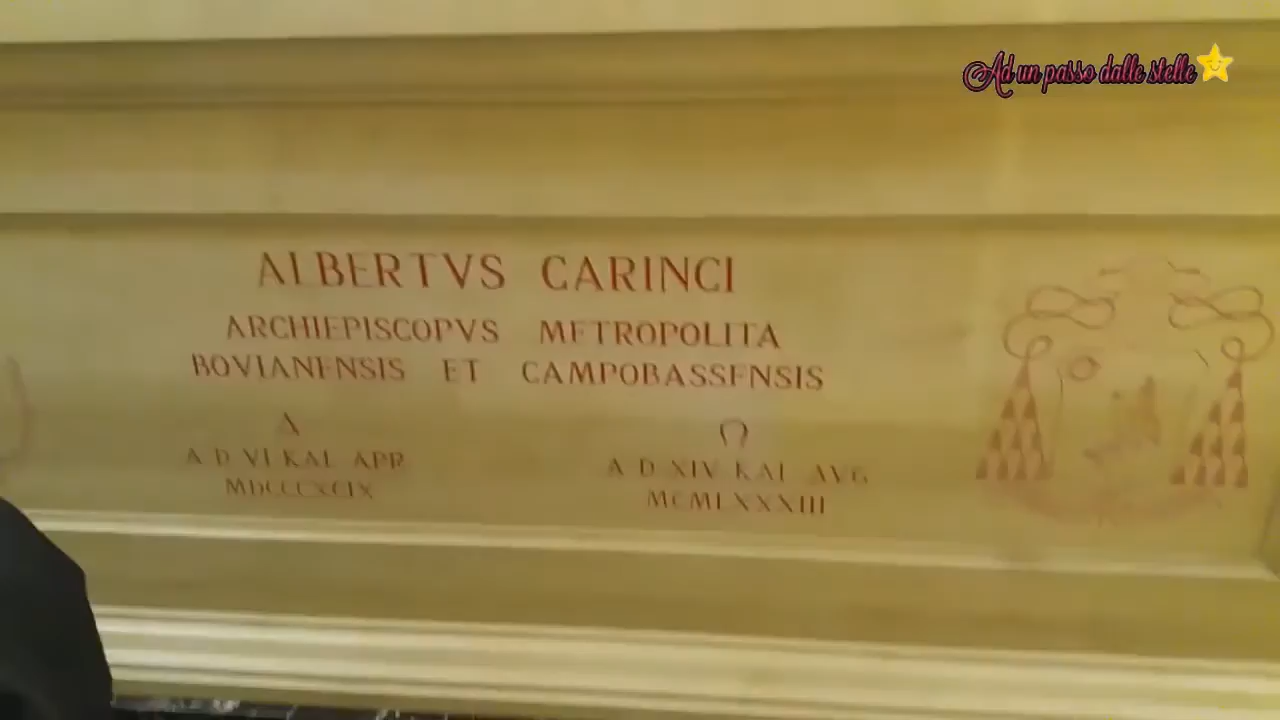 Ad un passo dalle stelle
ALBERTVS CARINCI
ARCHIEPISCOPVS METROPOLITA
BOVIANENSIS ET CAMPOBASSENSIS
Α Ω
A D VI KAL APR A D XIV KAL AVG
MDCCCXCIX MCMLXXXIII